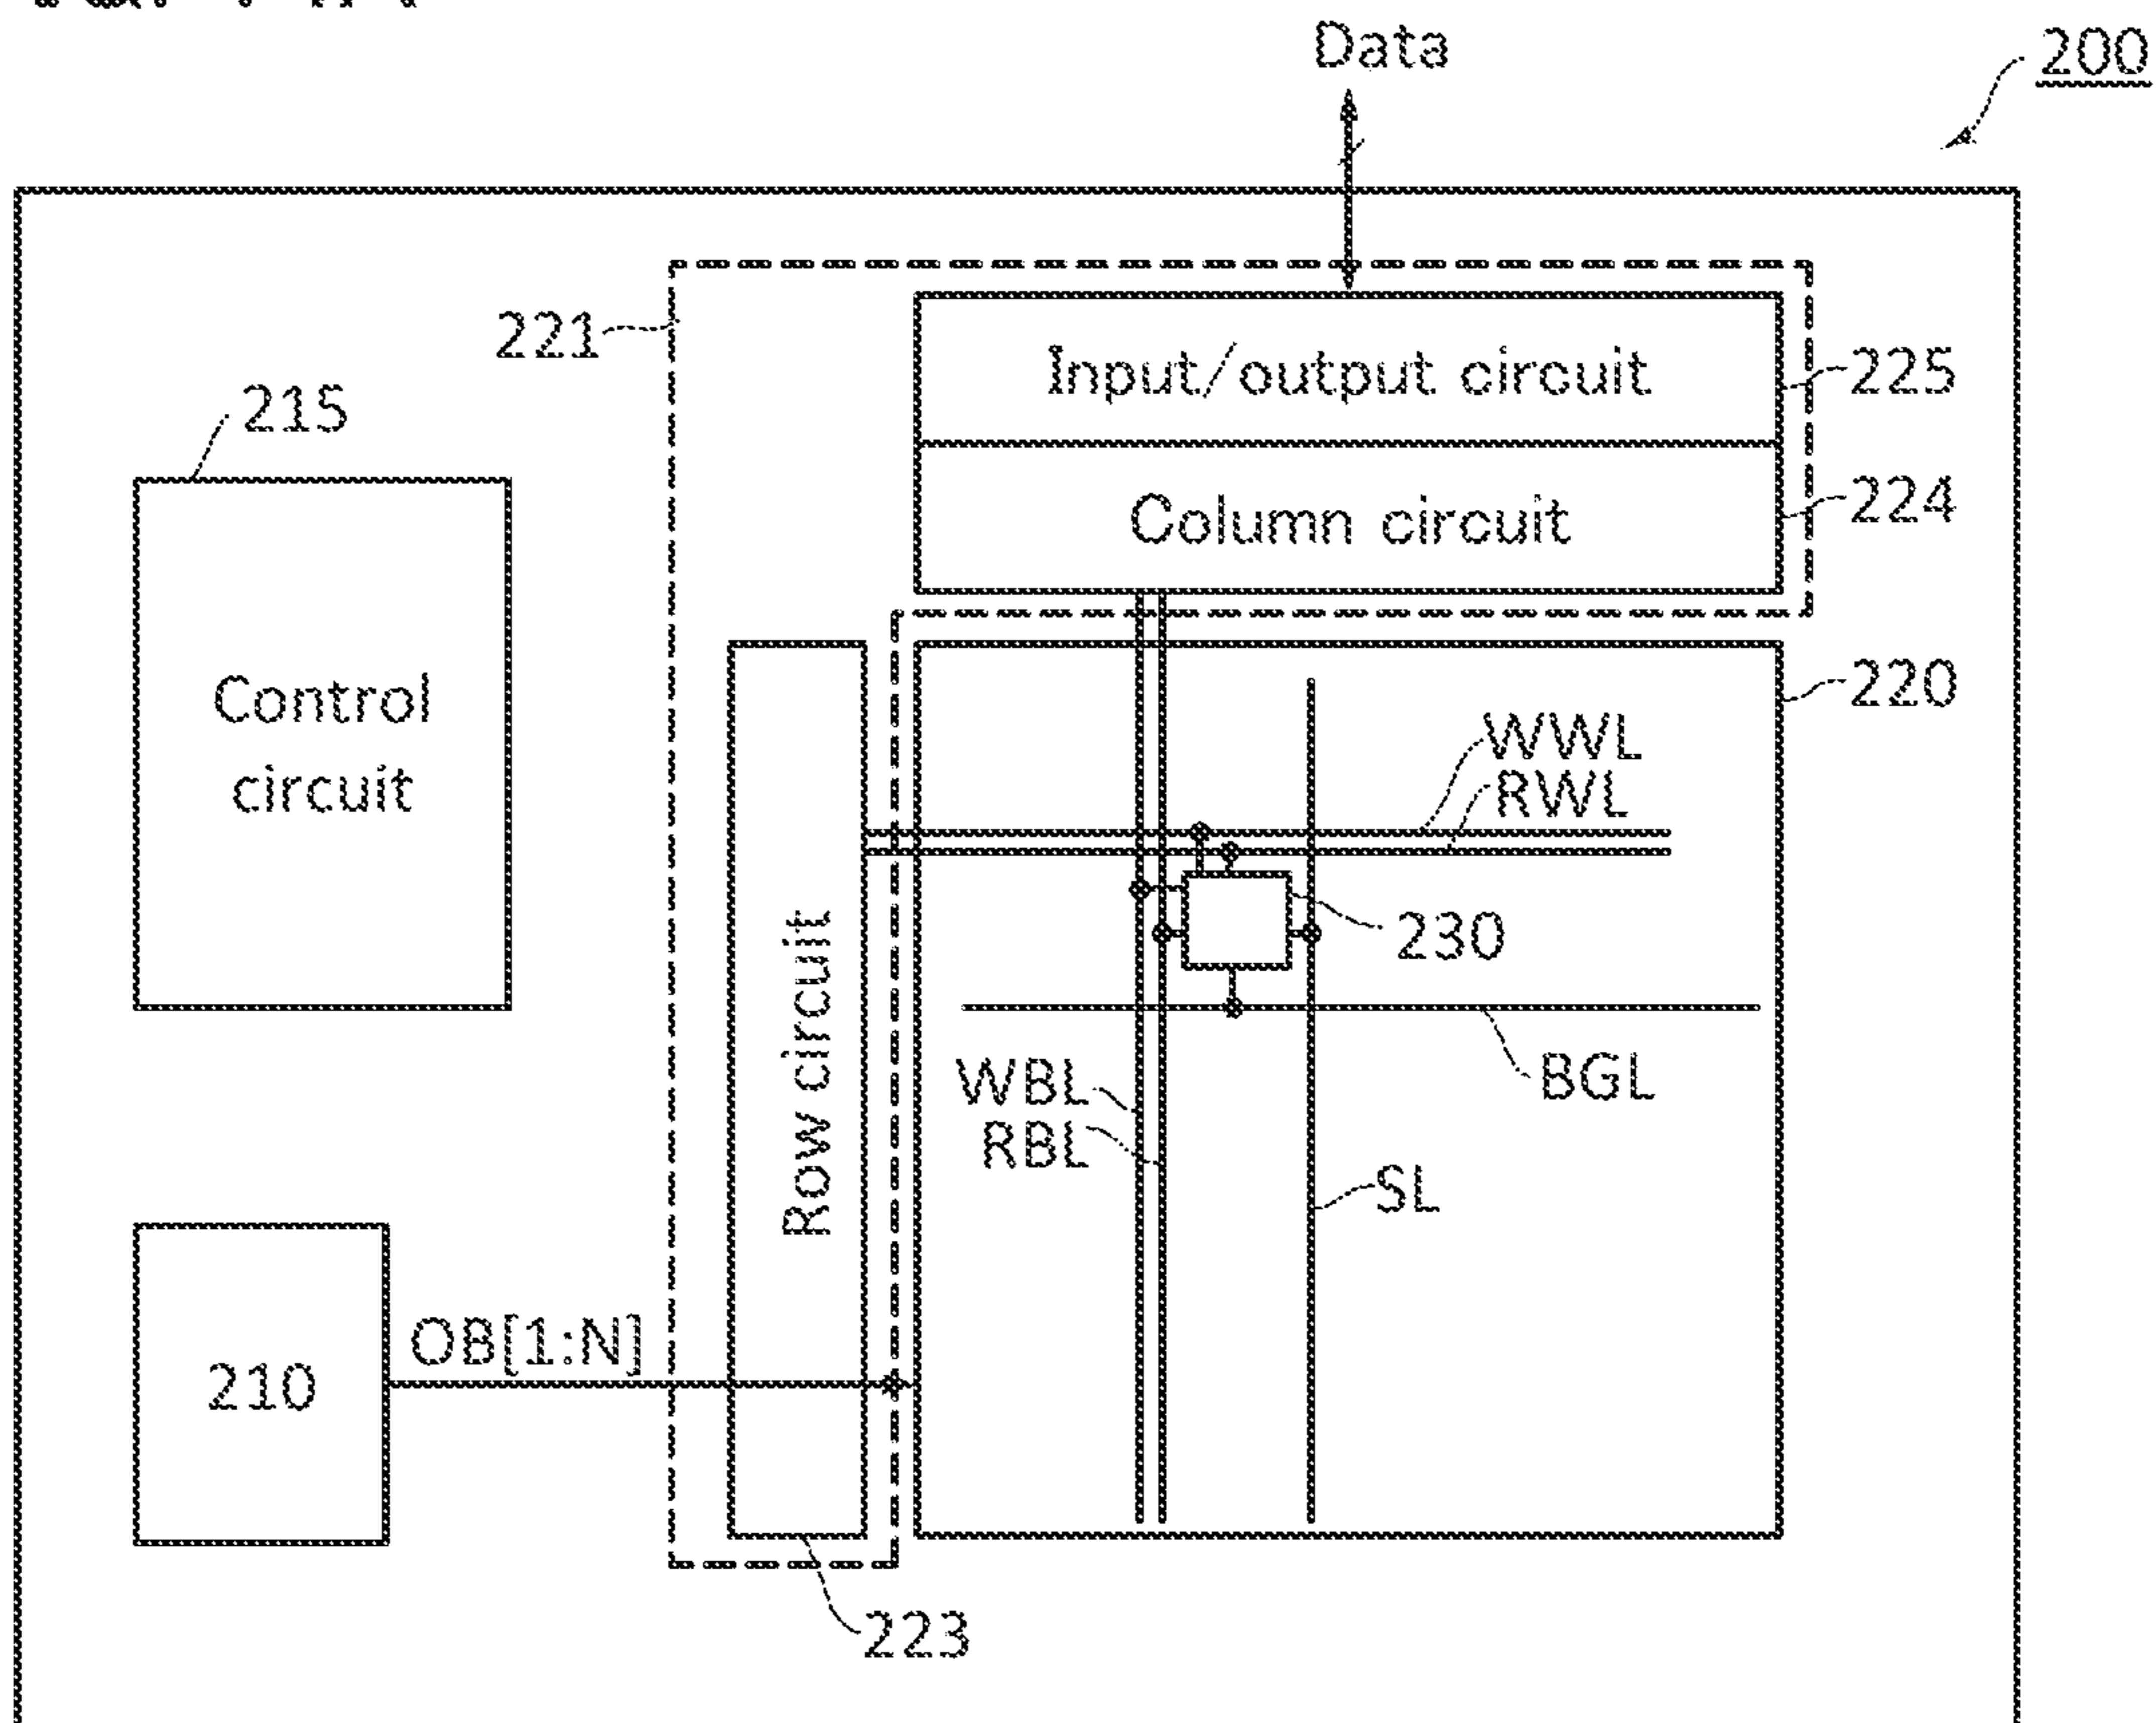 Data
200
221
Input/output circuit
225
215
Column circuit
224
Control
circuit
220
WWL
RWL
Row circuit
230
WBL
RBL
BGL
SL
OB[1:N]
210
223